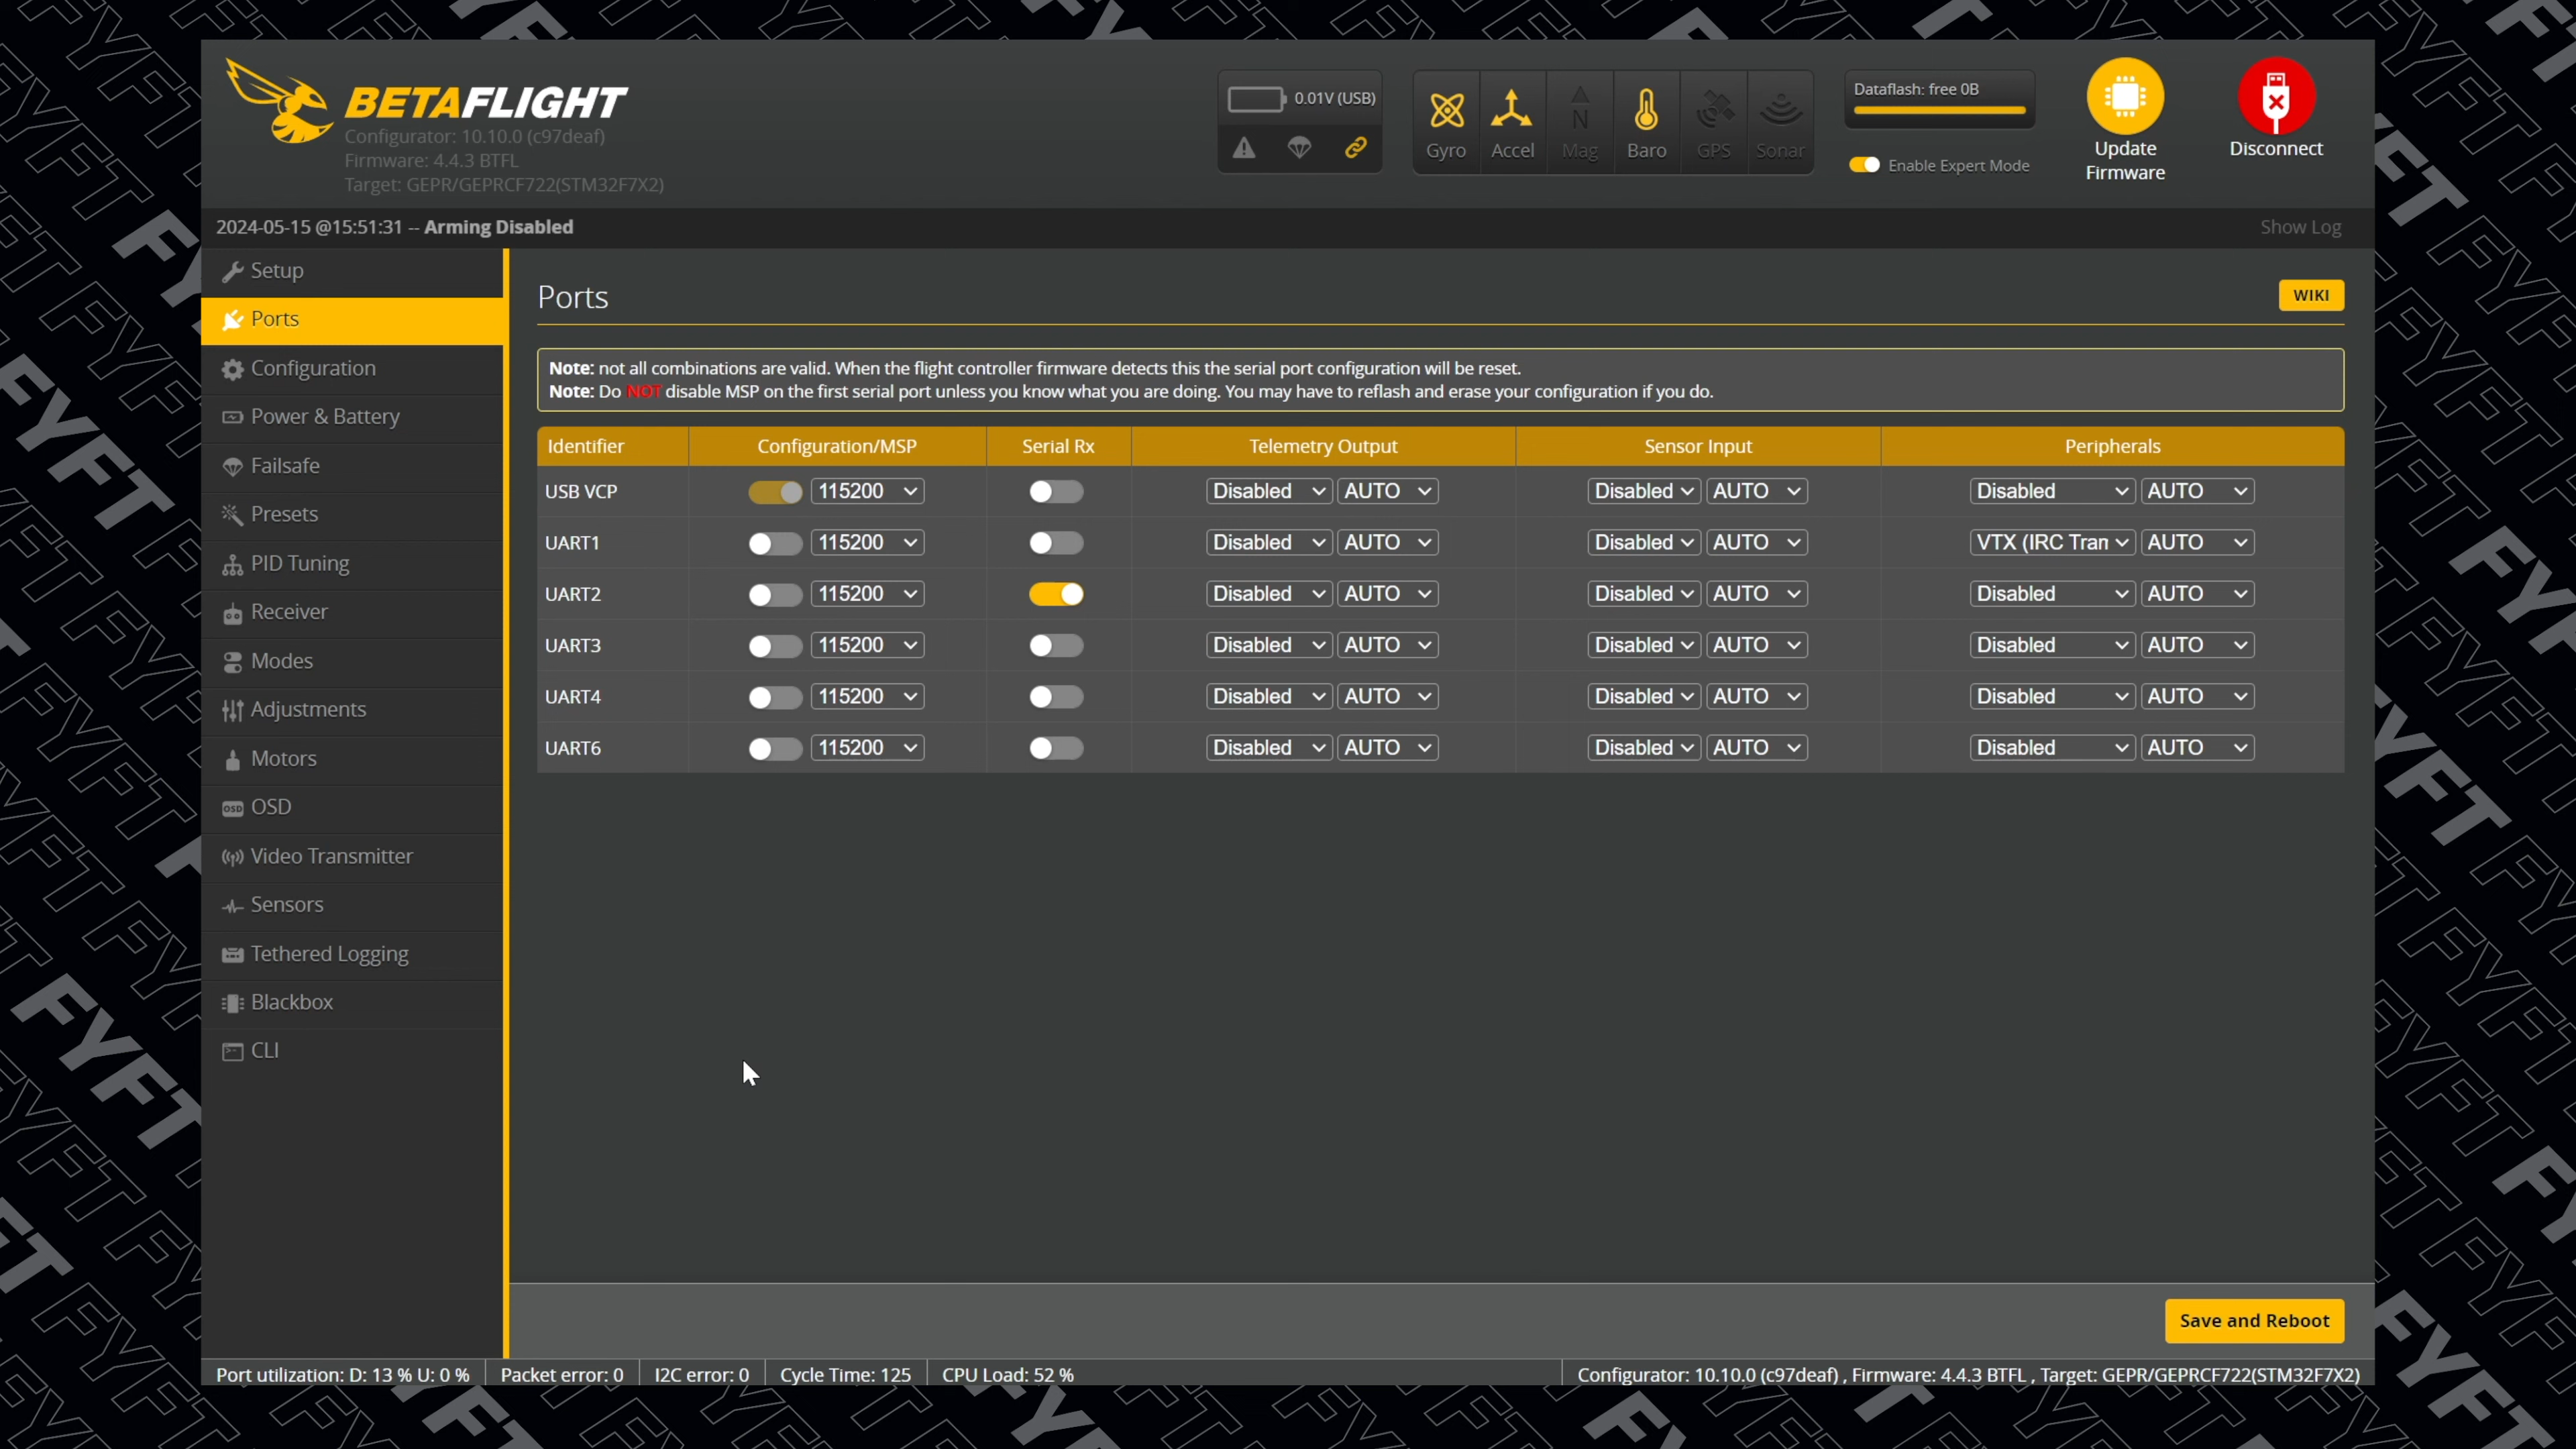 BETAFLIGHT
Configurator: 10.10.0 (c97deaf)
Firmware: 4.4.3 BTFL
Target: GEPR/GEPRCF722(STM32F7X2)
0.01V (USB)
Gyro Accel Mag Baro GPS Sonar
N
Dataflash: free 0B
Enable Expert Mode
Update
Firmware
Disconnect
2024-05-15 @15:51:31 -- Arming Disabled
Show Log
Setup
Ports
Configuration
Power & Battery
Failsafe
Presets
PID Tuning
Receiver
Modes
Adjustments
Motors
OSD OSD
Video Transmitter
Sensors
Tethered Logging
Blackbox
CLI
Ports
WIKI
Note: not all combinations are valid. When the flight controller firmware detects this the serial port configuration will be reset.
Note: Do NOT disable MSP on the first serial port unless you know what you are doing. You may have to reflash and erase your configuration if you do.
Identifier Configuration/MSP Serial Rx Telemetry Output Sensor Input Peripherals
USB VCP 115200 Disabled AUTO Disabled AUTO Disabled AUTO
UART1 115200 Disabled AUTO Disabled AUTO VTX (IRC Tran AUTO
UART2 115200 Disabled AUTO Disabled AUTO Disabled AUTO
UART3 115200 Disabled AUTO Disabled AUTO Disabled AUTO
UART4 115200 Disabled AUTO Disabled AUTO Disabled AUTO
UART6 115200 Disabled AUTO Disabled AUTO Disabled AUTO
Save and Reboot
Port utilization: D: 13 % U: 0 % Packet error: 0 I2C error: 0 Cycle Time: 125 CPU Load: 52 %
Configurator: 10.10.0 (c97deaf) , Firmware: 4.4.3 BTFL , Target: GEPR/GEPRCF722(STM32F7X2)
FYFT